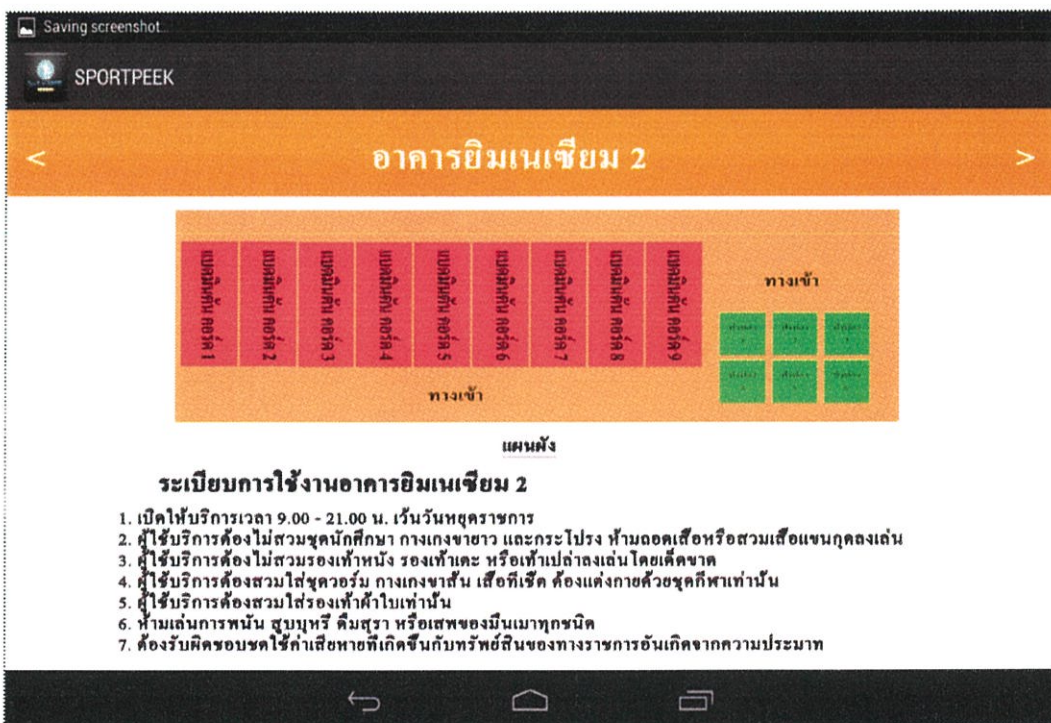 Saving screenshot
SPORTPEEK
< อาคารยิมเนเซียม 2 >
แบดมินตัน คอร์ด 1
แบดมินตัน คอร์ด 2
แบดมินตัน คอร์ด 3
แบดมินตัน คอร์ด 4
แบดมินตัน คอร์ด 5
แบดมินตัน คอร์ด 6
แบดมินตัน คอร์ด 7
แบดมินตัน คอร์ด 8
แบดมินตัน คอร์ด 9
ทางเข้า
ทางเข้า
แผนผัง
ระเบียบการใช้งานอาคารยิมเนเซียม 2
1. เปิดให้บริการเวลา 9.00 - 21.00 น. เว้นวันหยุดราชการ
2. ผู้ใช้บริการต้องไม่สวมชุดนักศึกษา กางเกงขายาว และกระโปรง ห้ามถอดเสื้อหรือสวมเสื้อแขนกุดลงเล่น
3. ผู้ใช้บริการต้องไม่สวมรองเท้าหนัง รองเท้าเตะ หรือเท้าเปล่าลงเล่นโดยเด็ดขาด
4. ผู้ใช้บริการต้องสวมใส่ชุดวอร์ม กางเกงขาสั้น เสื้อทีเชิ้ต ต้องแต่งกายด้วยชุดกีฬาเท่านั้น
5. ผู้ใช้บริการต้องสวมใส่รองเท้าผ้าใบเท่านั้น
6. ห้ามเล่นการพนัน สูบบุหรี่ ดื่มสุรา หรือเสพของมึนเมาทุกชนิด
7. ต้องรับผิดชอบชดใช้ค่าเสียหายที่เกิดขึ้นกับทรัพย์สินของทางราชการอันเกิดจากความประมาท